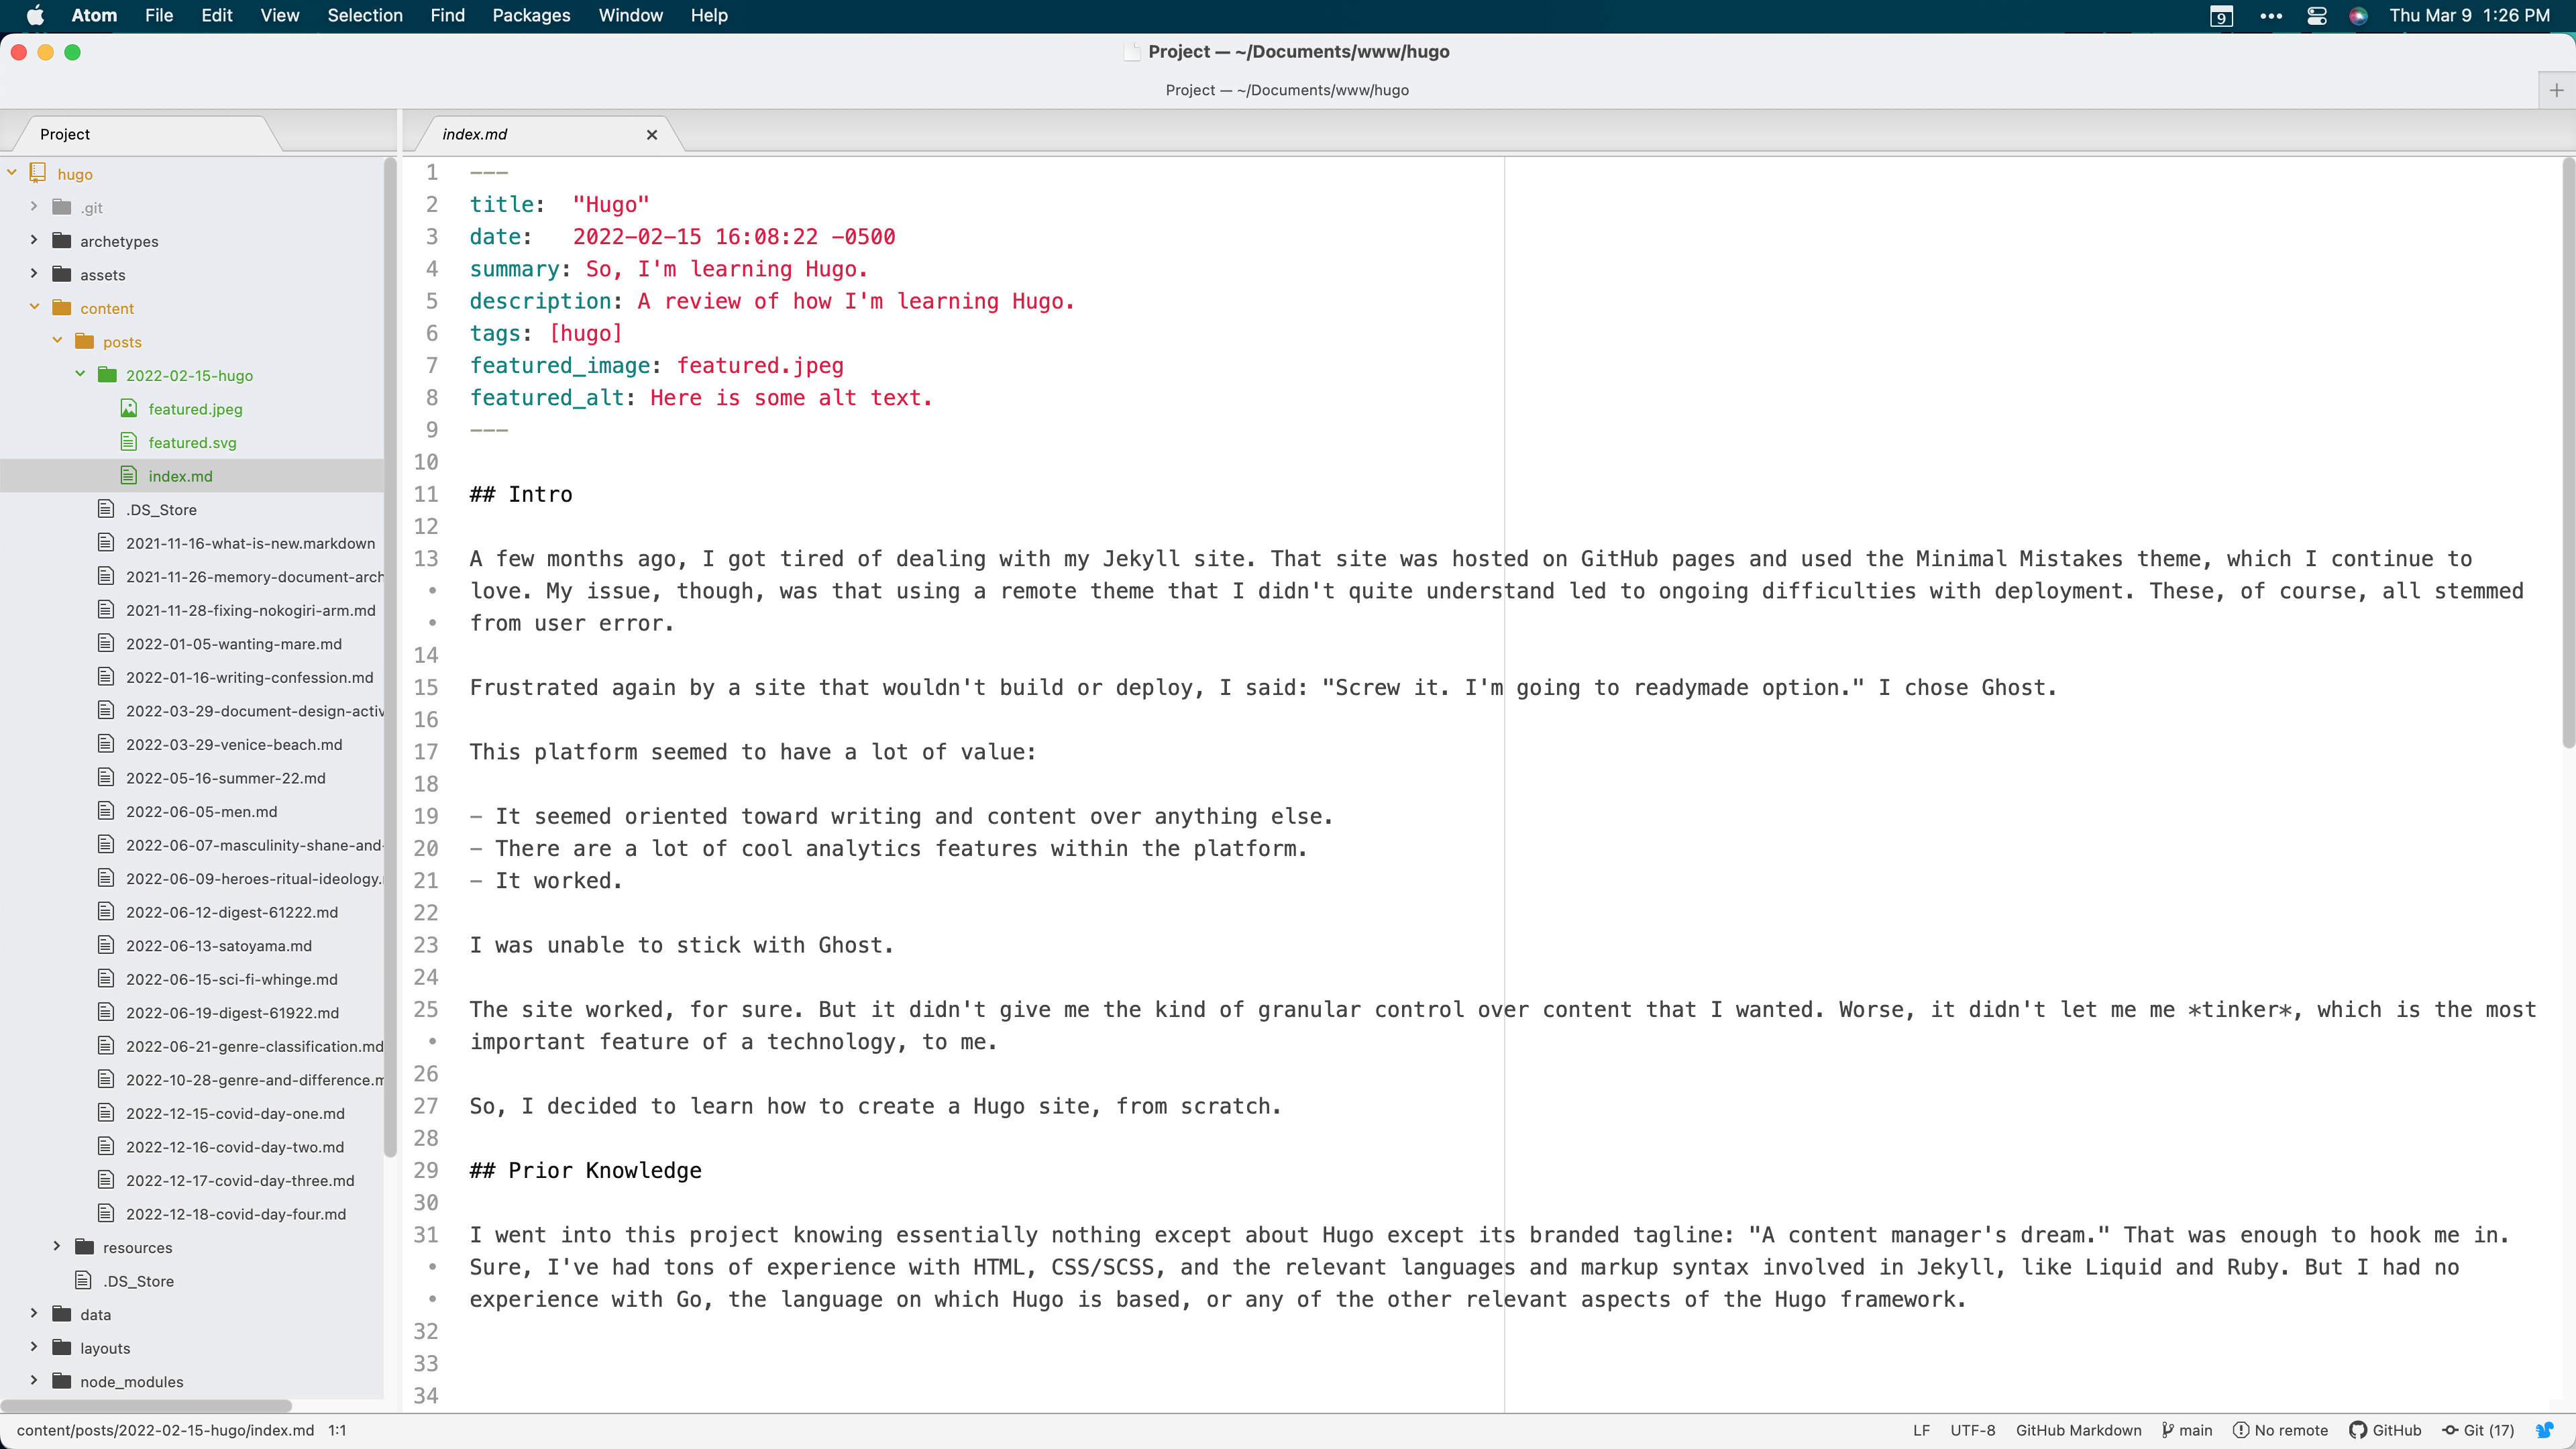 Atom File Edit View Selection Find Packages Window Help 9 Thu Mar 9 1:26 PM
Project — ~/Documents/www/hugo
Project — ~/Documents/www/hugo
Project
hugo
.git
archetypes
assets
content
posts
2022-02-15-hugo
featured.jpeg
featured.svg
index.md
.DS_Store
2021-11-16-what-is-new.markdown
2021-11-26-memory-document-arch
2021-11-28-fixing-nokogiri-arm.md
2022-01-05-wanting-mare.md
2022-01-16-writing-confession.md
2022-03-29-document-design-activ
2022-03-29-venice-beach.md
2022-05-16-summer-22.md
2022-06-05-men.md
2022-06-07-masculinity-shane-and-
2022-06-09-heroes-ritual-ideology.
2022-06-12-digest-61222.md
2022-06-13-satoyama.md
2022-06-15-sci-fi-whinge.md
2022-06-19-digest-61922.md
2022-06-21-genre-classification.md
2022-10-28-genre-and-difference.m
2022-12-15-covid-day-one.md
2022-12-16-covid-day-two.md
2022-12-17-covid-day-three.md
2022-12-18-covid-day-four.md
resources
.DS_Store
data
layouts
node_modules
index.md
1 ---
2 title: "Hugo"
3 date: 2022-02-15 16:08:22 -0500
4 summary: So, I'm learning Hugo.
5 description: A review of how I'm learning Hugo.
6 tags: [hugo]
7 featured_image: featured.jpeg
8 featured_alt: Here is some alt text.
9 ---
10
11 ## Intro
12
13 A few months ago, I got tired of dealing with my Jekyll site. That site was hosted on GitHub pages and used the Minimal Mistakes theme, which I continue to
• love. My issue, though, was that using a remote theme that I didn't quite understand led to ongoing difficulties with deployment. These, of course, all stemmed
• from user error.
14
15 Frustrated again by a site that wouldn't build or deploy, I said: "Screw it. I'm going to readymade option." I chose Ghost.
16
17 This platform seemed to have a lot of value:
18
19 - It seemed oriented toward writing and content over anything else.
20 - There are a lot of cool analytics features within the platform.
21 - It worked.
22
23 I was unable to stick with Ghost.
24
25 The site worked, for sure. But it didn't give me the kind of granular control over content that I wanted. Worse, it didn't let me me *tinker*, which is the most
• important feature of a technology, to me.
26
27 So, I decided to learn how to create a Hugo site, from scratch.
28
29 ## Prior Knowledge
30
31 I went into this project knowing essentially nothing except about Hugo except its branded tagline: "A content manager's dream." That was enough to hook me in.
• Sure, I've had tons of experience with HTML, CSS/SCSS, and the relevant languages and markup syntax involved in Jekyll, like Liquid and Ruby. But I had no
• experience with Go, the language on which Hugo is based, or any of the other relevant aspects of the Hugo framework.
32
33
34
content/posts/2022-02-15-hugo/index.md 1:1 LF UTF-8 GitHub Markdown main No remote GitHub Git (17)